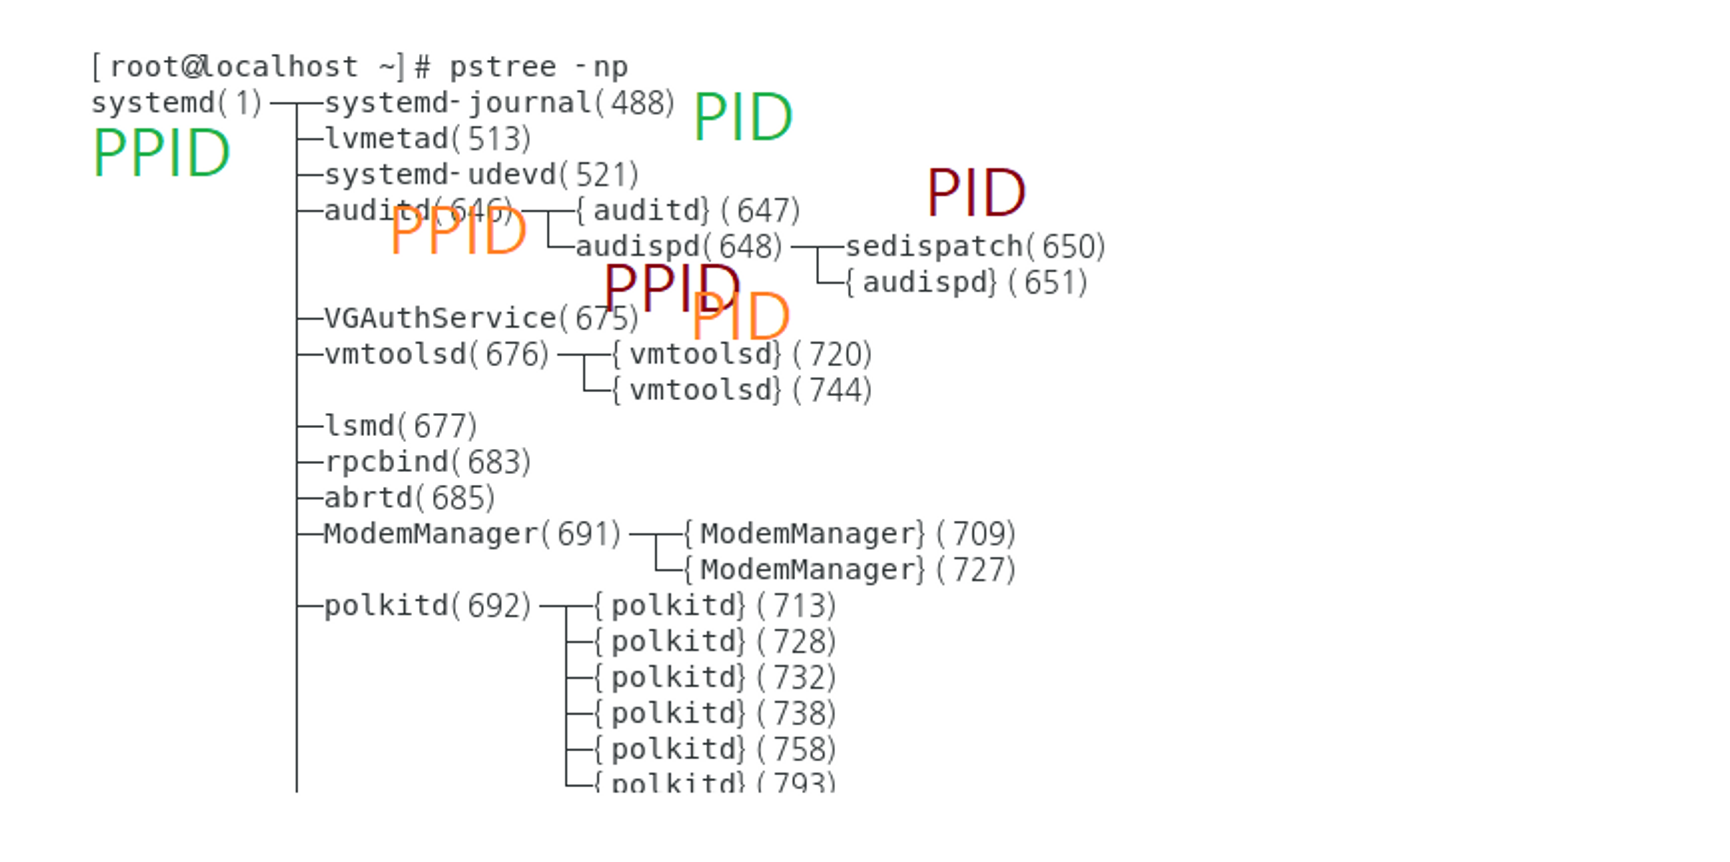 [root@localhost ~]# pstree -np
systemd(1)─┬─systemd-journal(488) PID
PPID ├─lvmetad(513)
├─systemd-udevd(521) PID
├─auditd(646)─┬─{auditd}(647)
PPID └─audispd(648)─┬─sedispatch(650)
PPID └─{audispd}(651)
├─VGAuthService(675) PID
├─vmtoolsd(676)─┬─{vmtoolsd}(720)
└─{vmtoolsd}(744)
├─lsmd(677)
├─rpcbind(683)
├─abrtd(685)
├─ModemManager(691)─┬─{ModemManager}(709)
└─{ModemManager}(727)
├─polkitd(692)─┬─{polkitd}(713)
├─{polkitd}(728)
├─{polkitd}(732)
├─{polkitd}(738)
├─{polkitd}(758)
└─{polkitd}(793)